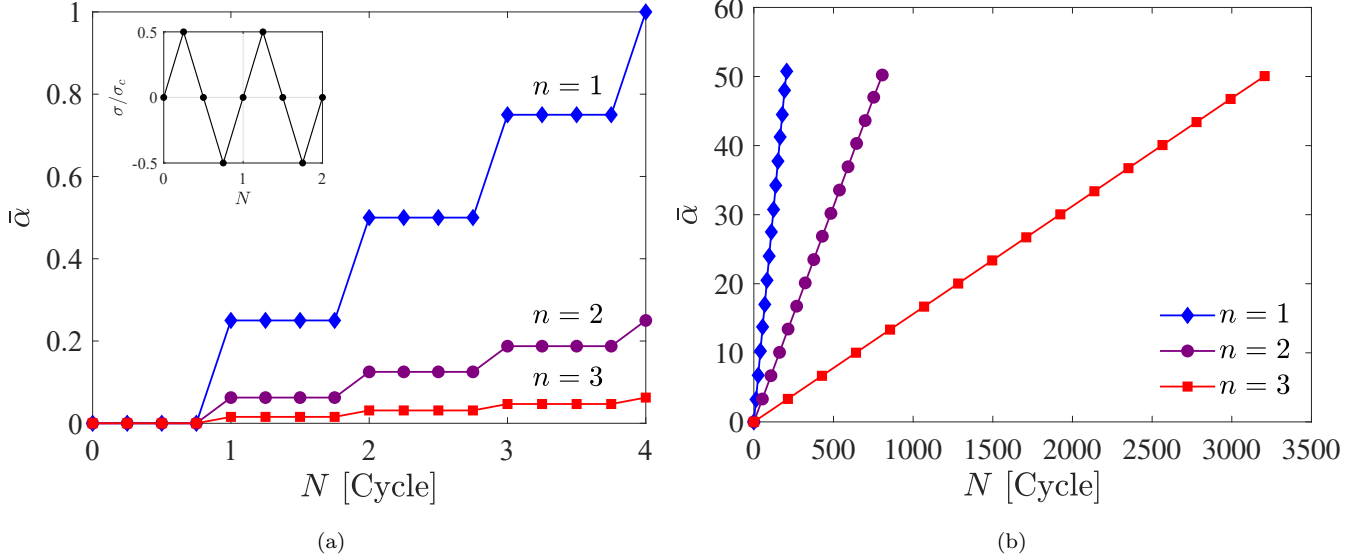 1
0.8
0.6
0.4
0.2
0
ᾱ
0
1
2
3
4
N [Cycle]
n = 1
n = 2
n = 3
0.5
0
-0.5
σ/σc
0
1
2
N
(a)
60
50
40
30
20
10
0
ᾱ
0
500
1000
1500
2000
2500
3000
3500
N [Cycle]
n = 1
n = 2
n = 3
(b)